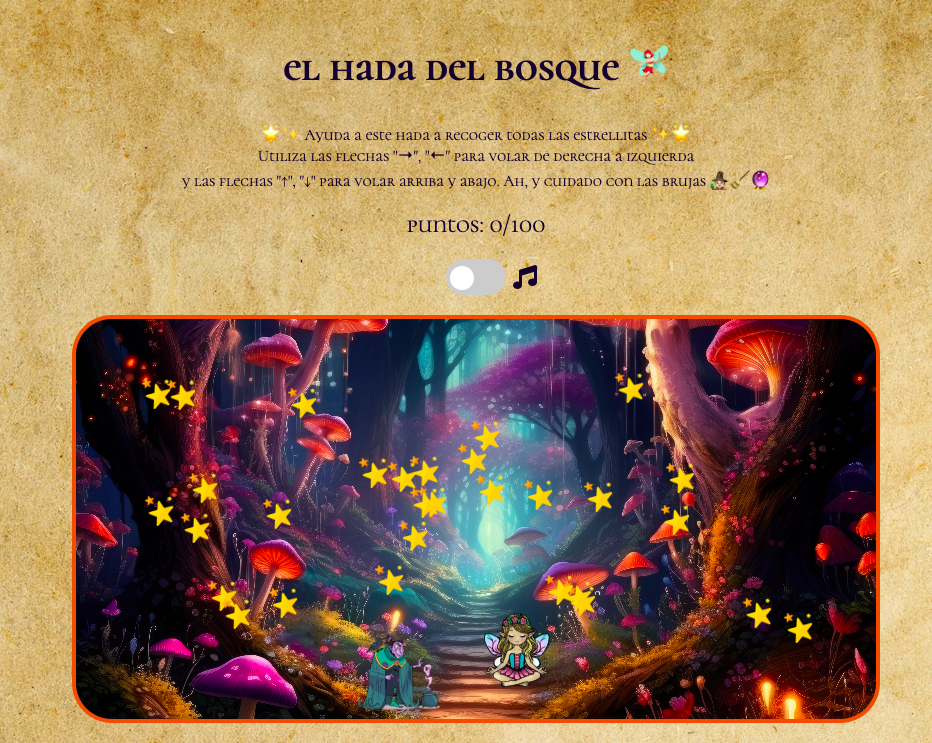 El hada del bosque
Ayuda a este hada a recoger todas las estrellitas
Utiliza las flechas "→", "←" para volar de derecha a izquierda
y las flechas "↑", "↓" para volar arriba y abajo. Ah, y cuidado con las brujas
Puntos: 0/100